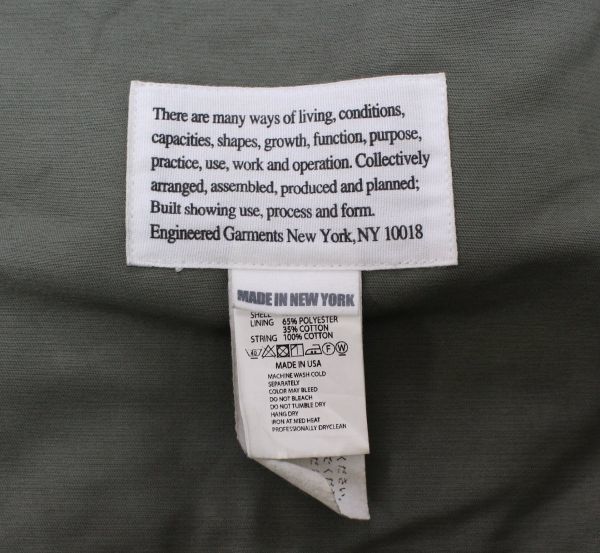 There are many ways of living, conditions,
capacities, shapes, growth, function, purpose,
practice, use, work and operation. Collectively
arranged, assembled, produced and planned;
Built showing use, process and form.
Engineered Garments New York, NY 10018
MADE IN NEW YORK
SHELL
LINING 65% POLYESTER
35% COTTON
STRING 100% COTTON
MADE IN USA
MACHINE WASH COLD
SEPARATELY
COLOR MAY BLEED
DO NOT BLEACH
DO NOT TUMBLE DRY
HANG DRY
IRON AT MED HEAT
PROFESSIONALLY DRYCLEAN